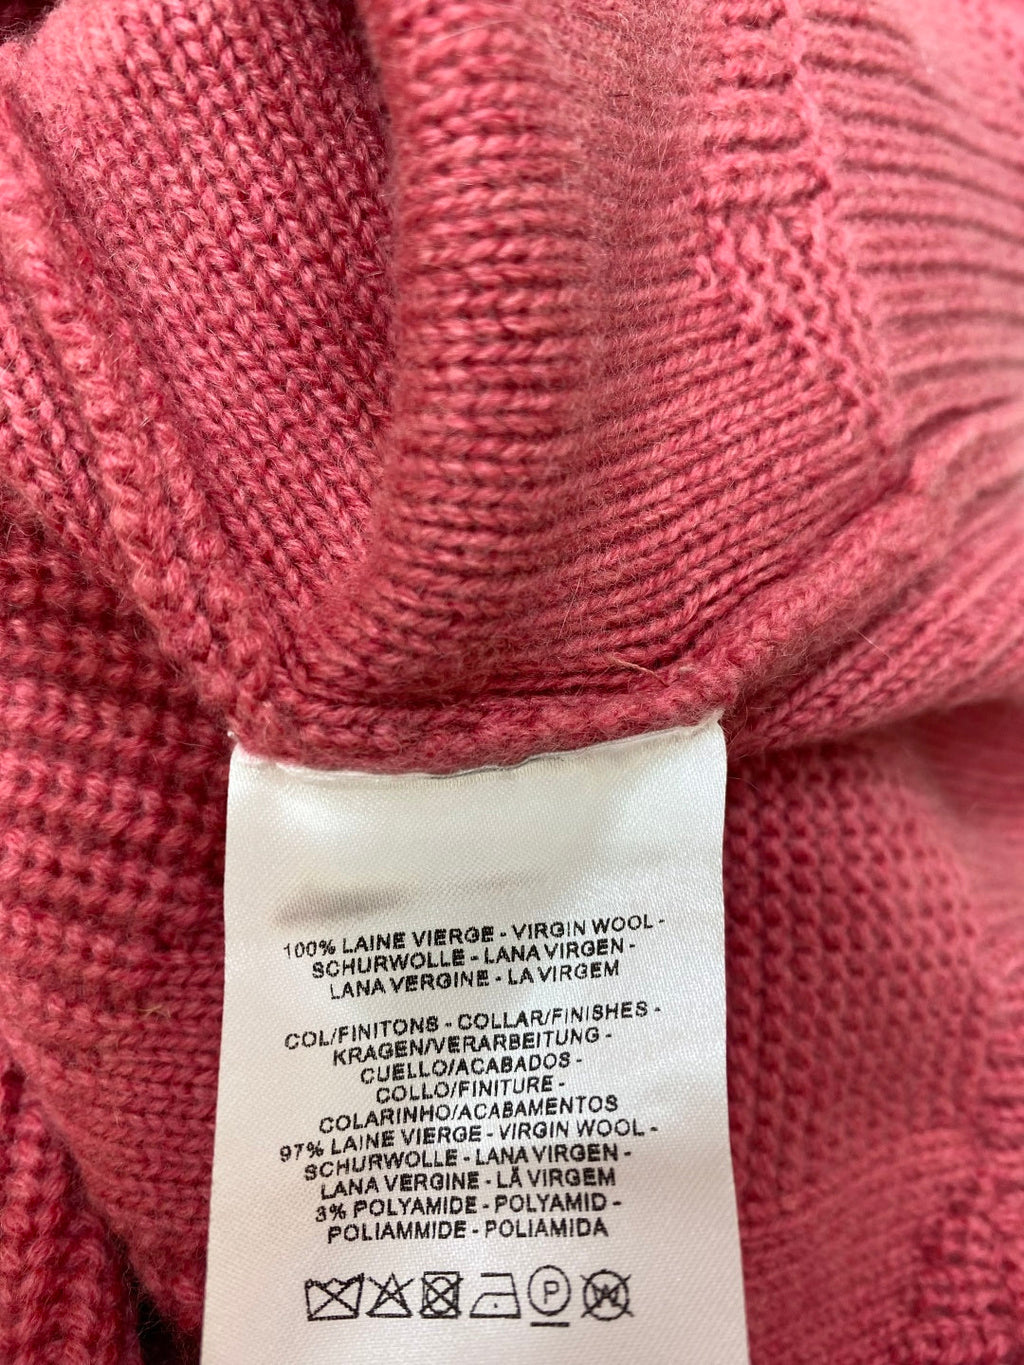 100% LAINE VIERGE - VIRGIN WOOL -
SCHURWOLLE - LANA VIRGEN -
LANA VERGINE - LA VIRGEM
COL/FINITONS - COLLAR/FINISHES -
KRAGEN/VERARBEITUNG -
CUELLO/ACABADOS -
COLLO/FINITURE -
COLARINHO/ACABAMENTOS
97% LAINE VIERGE - VIRGIN WOOL -
SCHURWOLLE - LANA VIRGEN -
LANA VERGINE - LÃ VIRGEM
3% POLYAMIDE - POLYAMID -
POLIAMMIDE - POLIAMIDA
P W